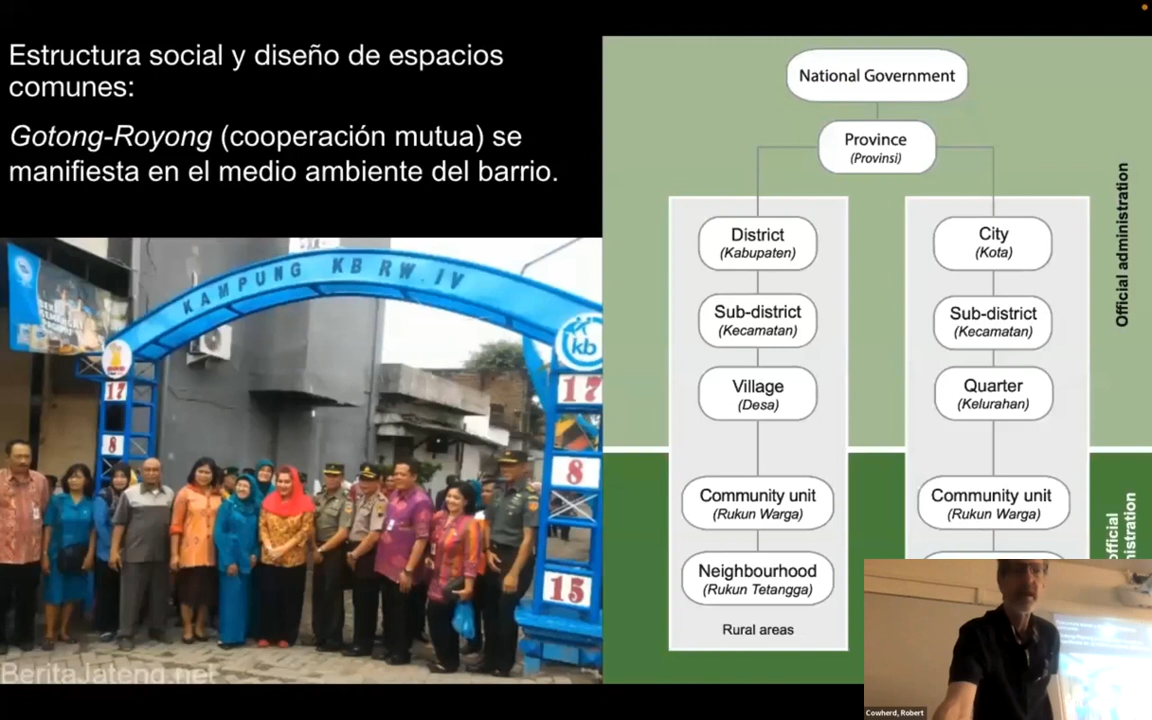 Estructura social y diseño de espacios
comunes:
Gotong-Royong (cooperación mutua) se
manifiesta en el medio ambiente del barrio.
KAMPUNG KB RW.IV
kb
17
8
17
8
15
BeritaJateng.net
National Government
Province
(Provinsi)
District
(Kabupaten)
Sub-district
(Kecamatan)
Village
(Desa)
Community unit
(Rukun Warga)
Neighbourhood
(Rukun Tetangga)
Rural areas
City
(Kota)
Sub-district
(Kecamatan)
Quarter
(Kelurahan)
Community unit
(Rukun Warga)
Official administration
official
nistration
Cowherd, Robert